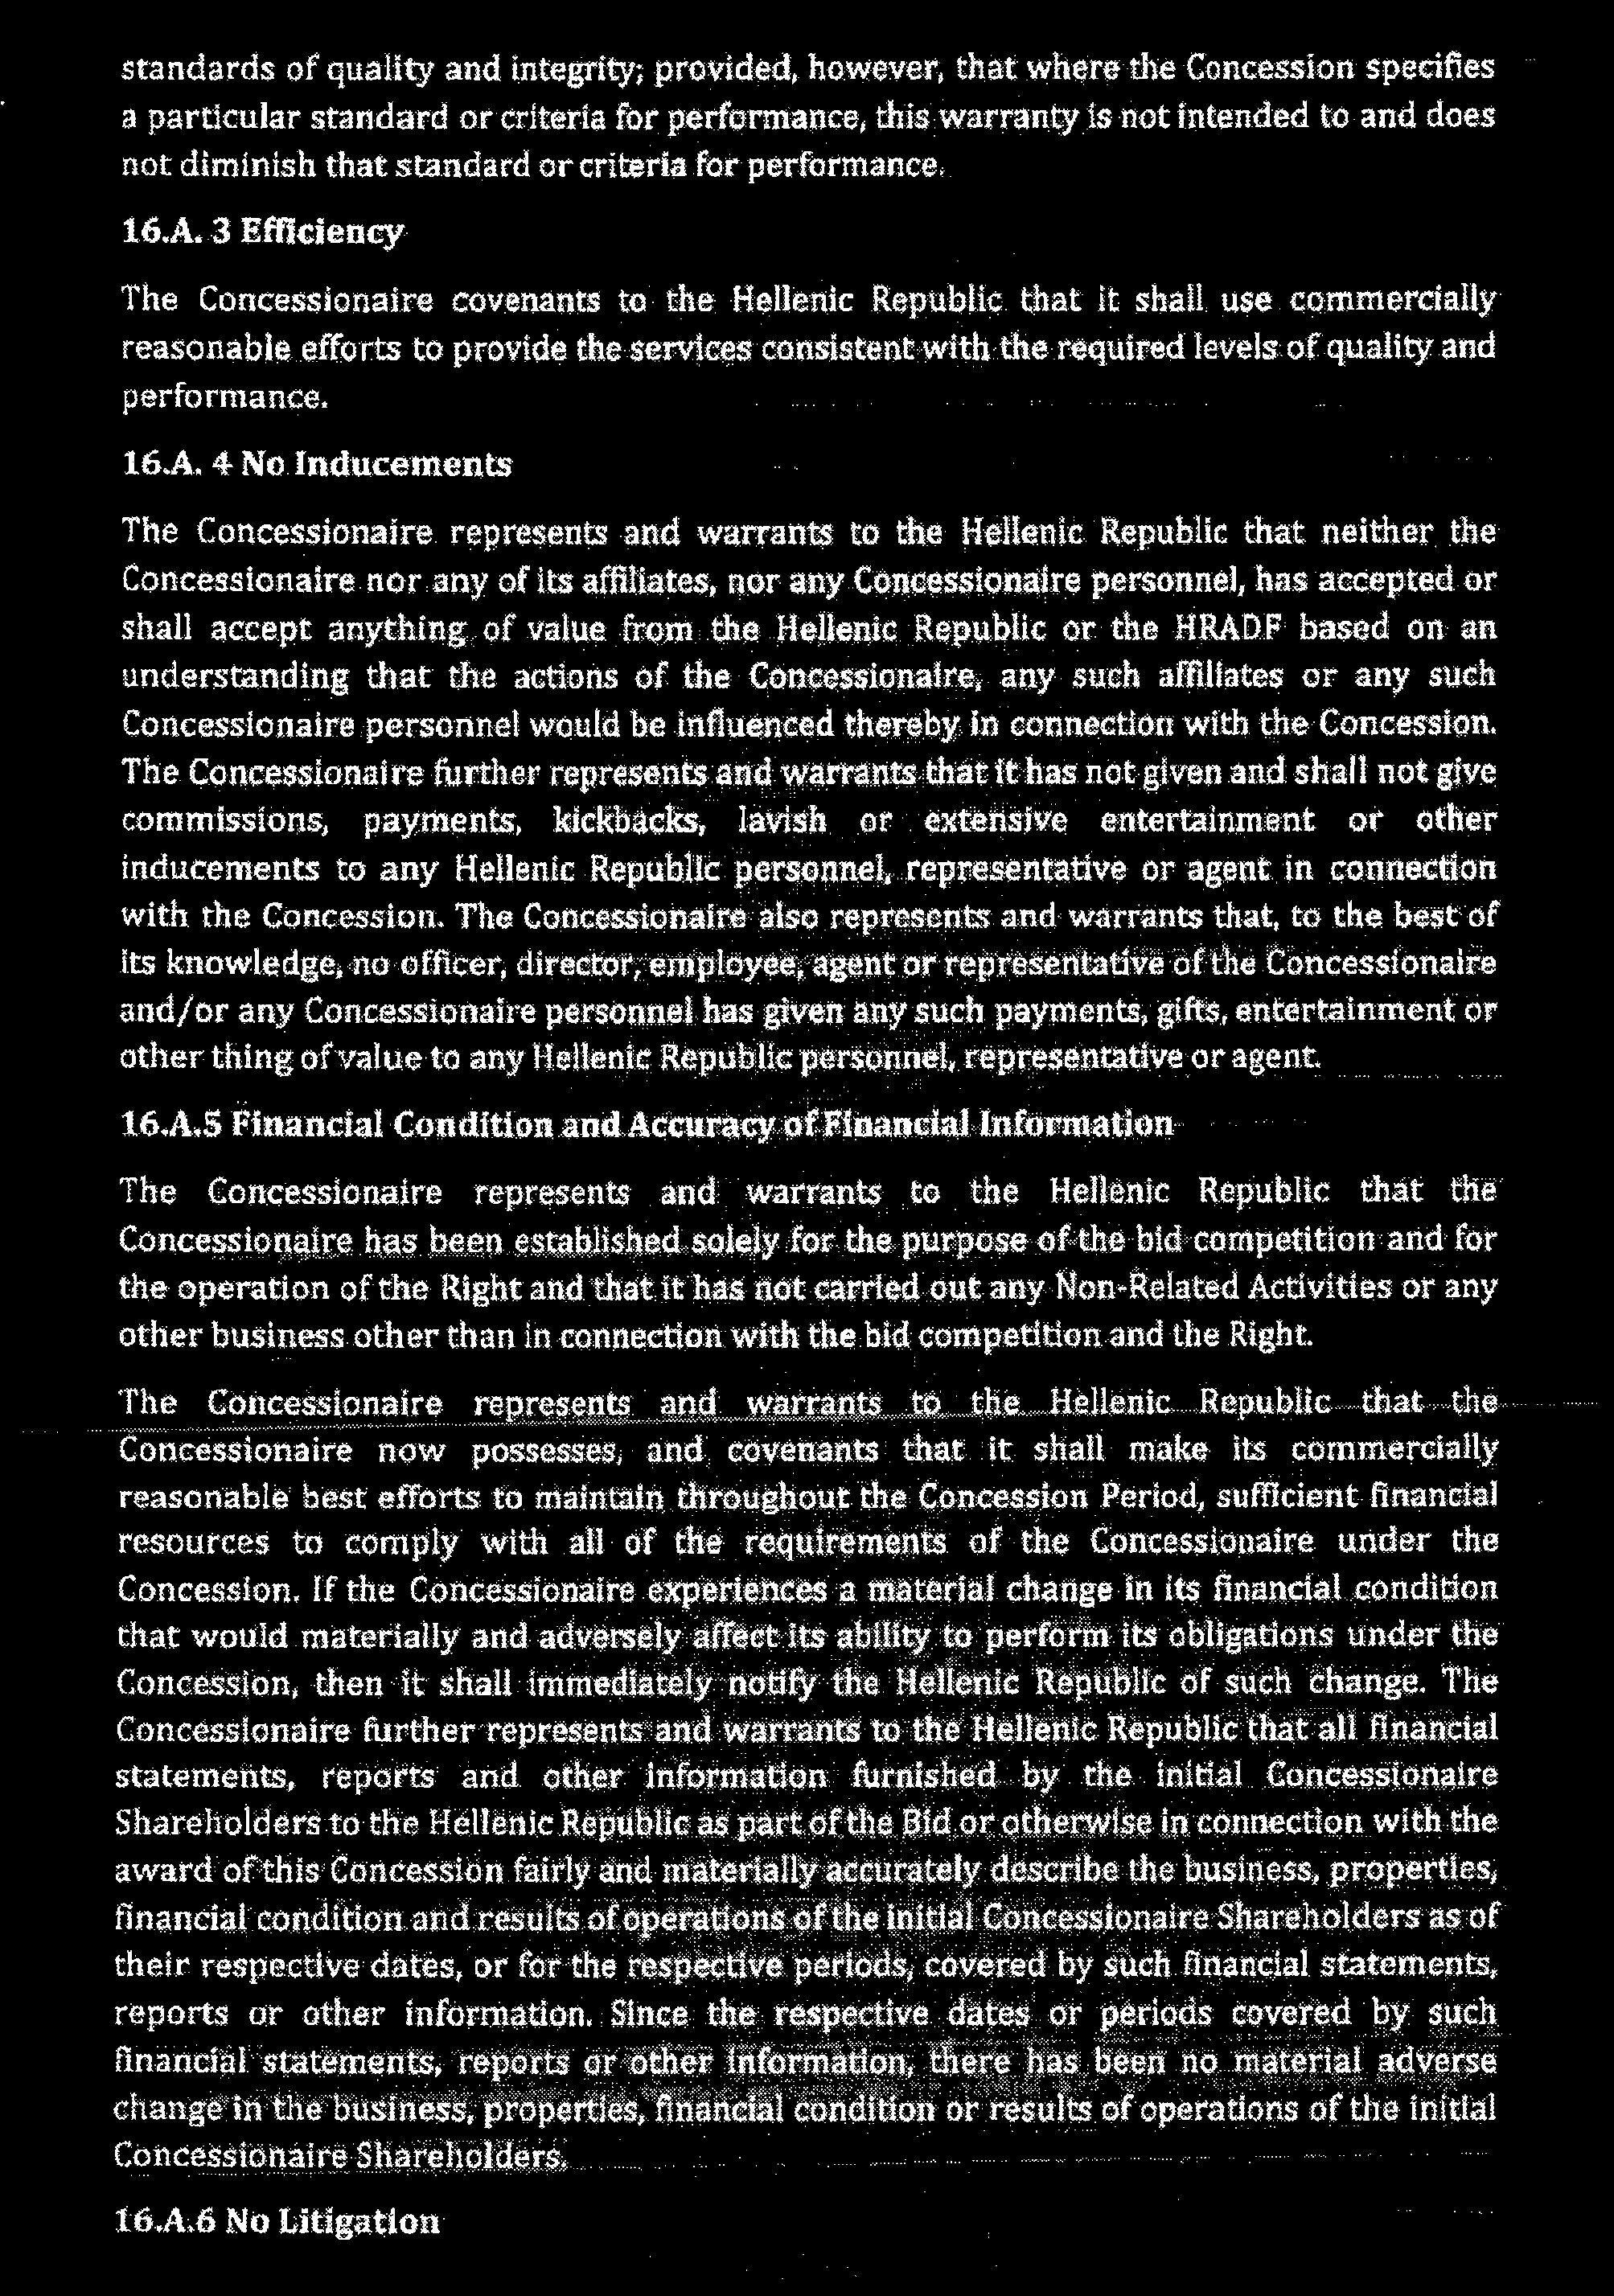 standards of quality and integrity; provided, however, that where the Concession specifies
a particular standard or criteria for performance, this warranty is not intended to and does
not diminish that standard or criteria for performance.
16.A. 3 Efficiency
The Concessionaire covenants to the Hellenic Republic that it shall use commercially
reasonable efforts to provide the services consistent with the required levels of quality and
performance.
16.A. 4 No Inducements
The Concessionaire represents and warrants to the Hellenic Republic that neither the
Concessionaire nor any of its affiliates, nor any Concessionaire personnel, has accepted or
shall accept anything of value from the Hellenic Republic or the HRADF based on an
understanding that the actions of the Concessionaire, any such affiliates or any such
Concessionaire personnel would be influenced thereby in connection with the Concession.
The Concessionaire further represents and warrants that it has not given and shall not give
commissions, payments, kickbacks, lavish or extensive entertainment or other
inducements to any Hellenic Republic personnel, representative or agent in connection
with the Concession. The Concessionaire also represents and warrants that, to the best of
its knowledge, no officer, director, employee, agent or representative of the Concessionaire
and/or any Concessionaire personnel has given any such payments, gifts, entertainment or
other thing of value to any Hellenic Republic personnel, representative or agent.
16.A.5 Financial Condition and Accuracy of Financial Information
The Concessionaire represents and warrants to the Hellenic Republic that the
Concessionaire has been established solely for the purpose of the bid competition and for
the operation of the Right and that it has not carried out any Non-Related Activities or any
other business other than in connection with the bid competition and the Right.
The Concessionaire represents and warrants to the Hellenic Republic that the
Concessionaire now possesses, and covenants that it shall make its commercially
reasonable best efforts to maintain throughout the Concession Period, sufficient financial
resources to comply with all of the requirements of the Concessionaire under the
Concession. If the Concessionaire experiences a material change in its financial condition
that would materially and adversely affect its ability to perform its obligations under the
Concession, then it shall immediately notify the Hellenic Republic of such change. The
Concessionaire further represents and warrants to the Hellenic Republic that all financial
statements, reports and other information furnished by the initial Concessionaire
Shareholders to the Hellenic Republic as part of the Bid or otherwise in connection with the
award of this Concession fairly and materially accurately describe the business, properties,
financial condition and results of operations of the initial Concessionaire Shareholders as of
their respective dates, or for the respective periods, covered by such financial statements,
reports or other information. Since the respective dates or periods covered by such
financial statements, reports or other information, there has been no material adverse
change in the business, properties, financial condition or results of operations of the initial
Concessionaire Shareholders.
16.A.6 No Litigation